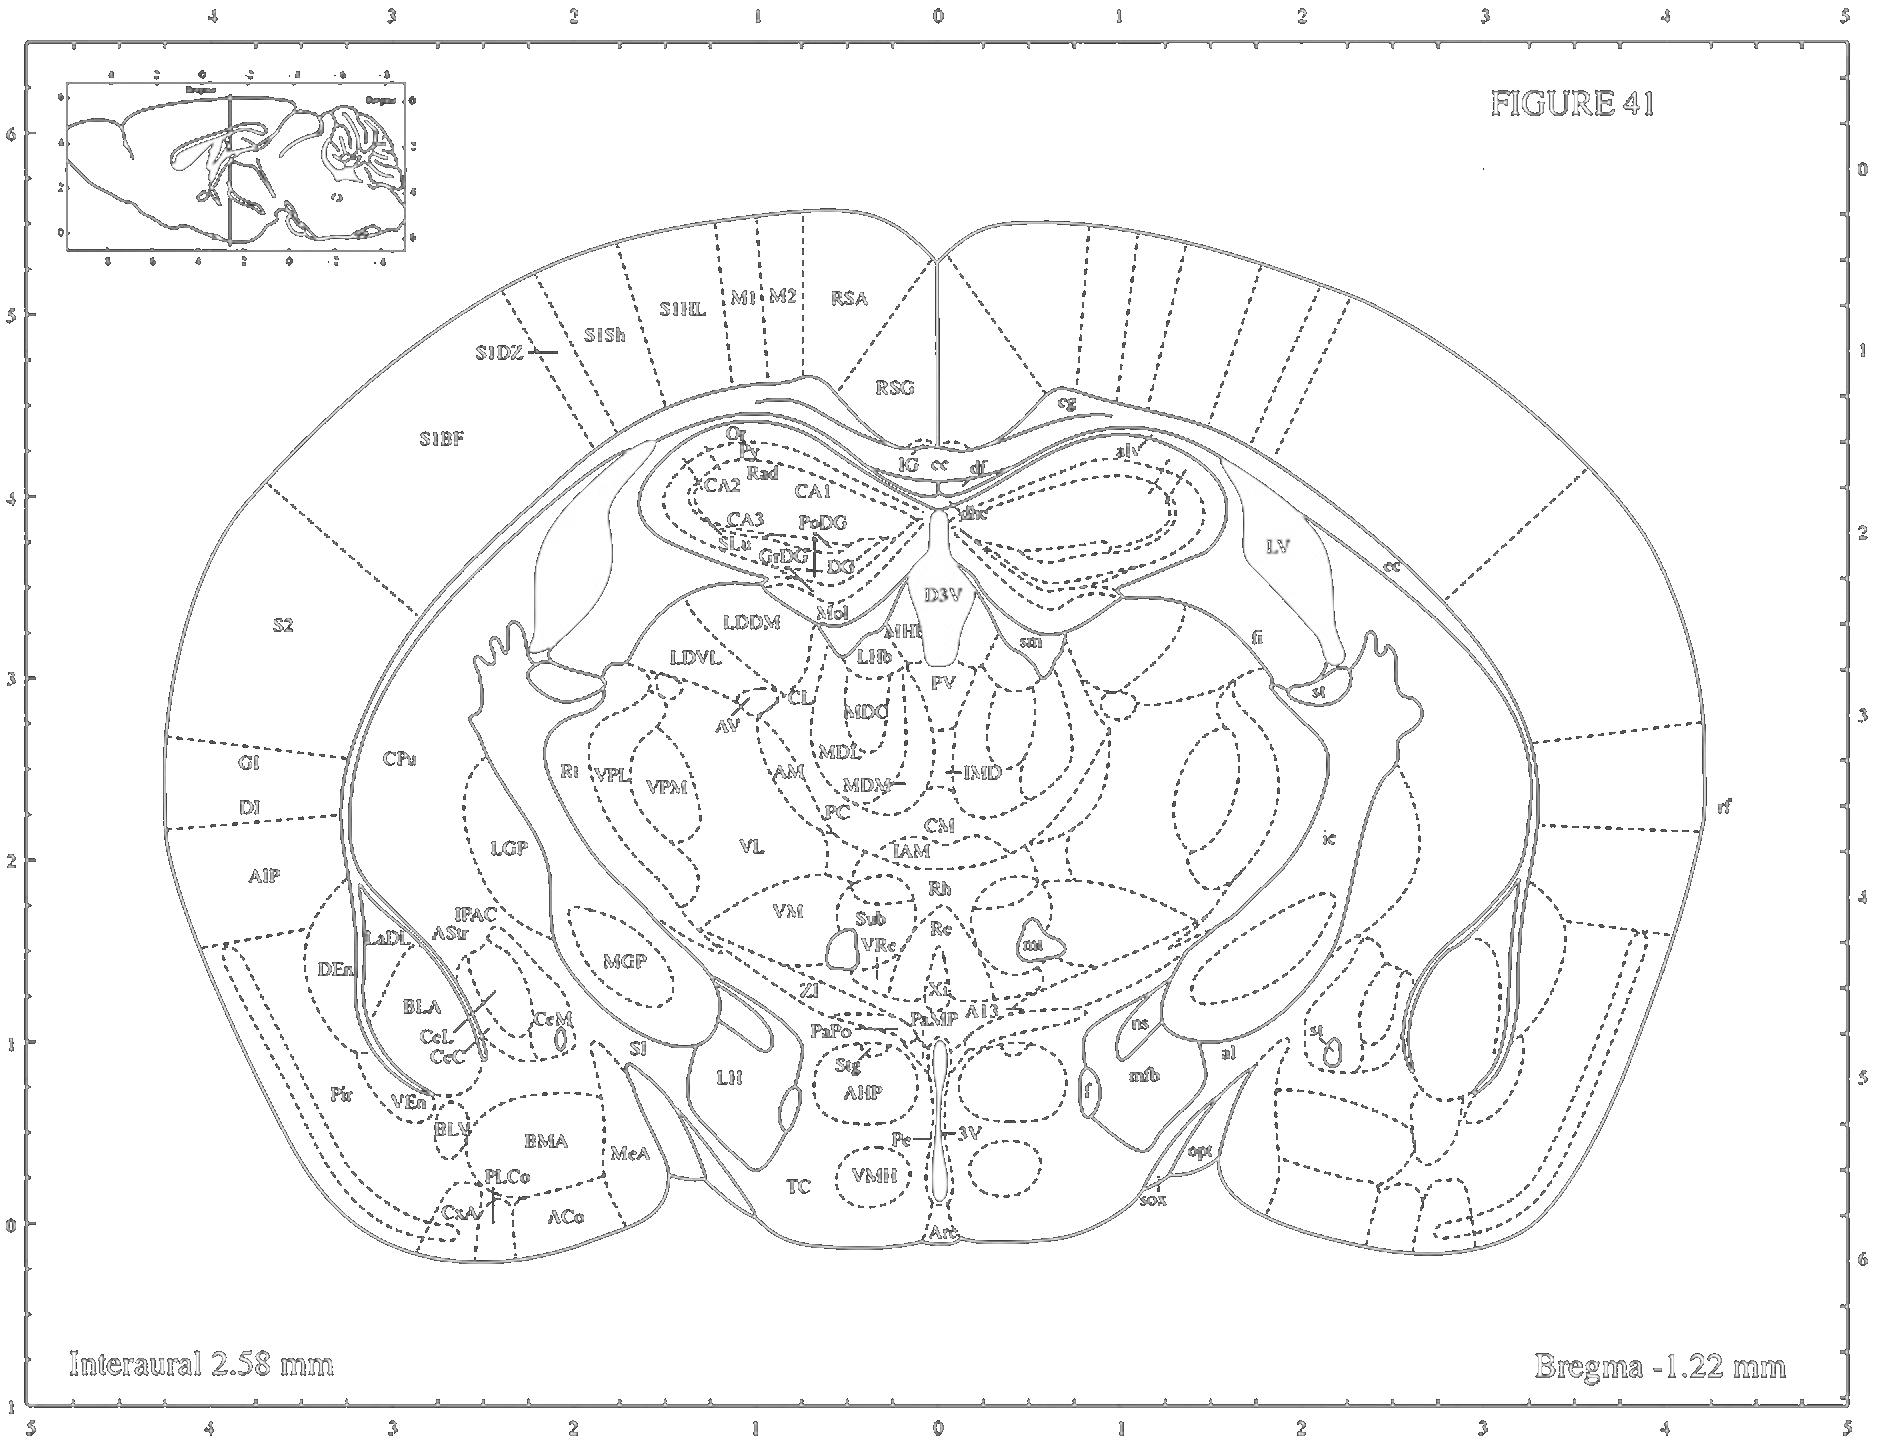 4 3 2 1 0 1 2 3 4 5
FIGURE 41
Bregma
Bregma
6
0
5
1
4
2
3
3
2
4
1
5
0
6
1
S1HL M1 M2 RSA
S1Sh
S1DZ
RSG
cg
S1BF
Or
Py
Rad
IG cc df
alv
CA2 CA1
CA3 PoDG
dhc
SLu GrDG DG
LV
ec
D3V
Mol
S2
LDDM
MHb
sm
fi
LDVL
LHb
PV
st
CL
MDC
AV
GI
CPu
MDL
Rt VPL VPM
AM
MDM
IMD
DI
PC
CM
rf
LGP
VL
IAM
ic
AIP
Rh
IPAC
VM
Sub
AStr
Re
LaDL
VRe
mt
DEn
MGP
ZI
Xi
BLA
A13
CeM
PaPo
PaMP
ns
CeL
CeC
SI
st
Stg
al
LH
mfb
Pir
VEn
AHP
f
BLV
BMA
Pe
3V
MeA
opt
PLCo
TC
VMH
sox
CxA
ACo
Arc
Interaural 2.58 mm
Bregma -1.22 mm
5 4 3 2 1 0 1 2 3 4 5